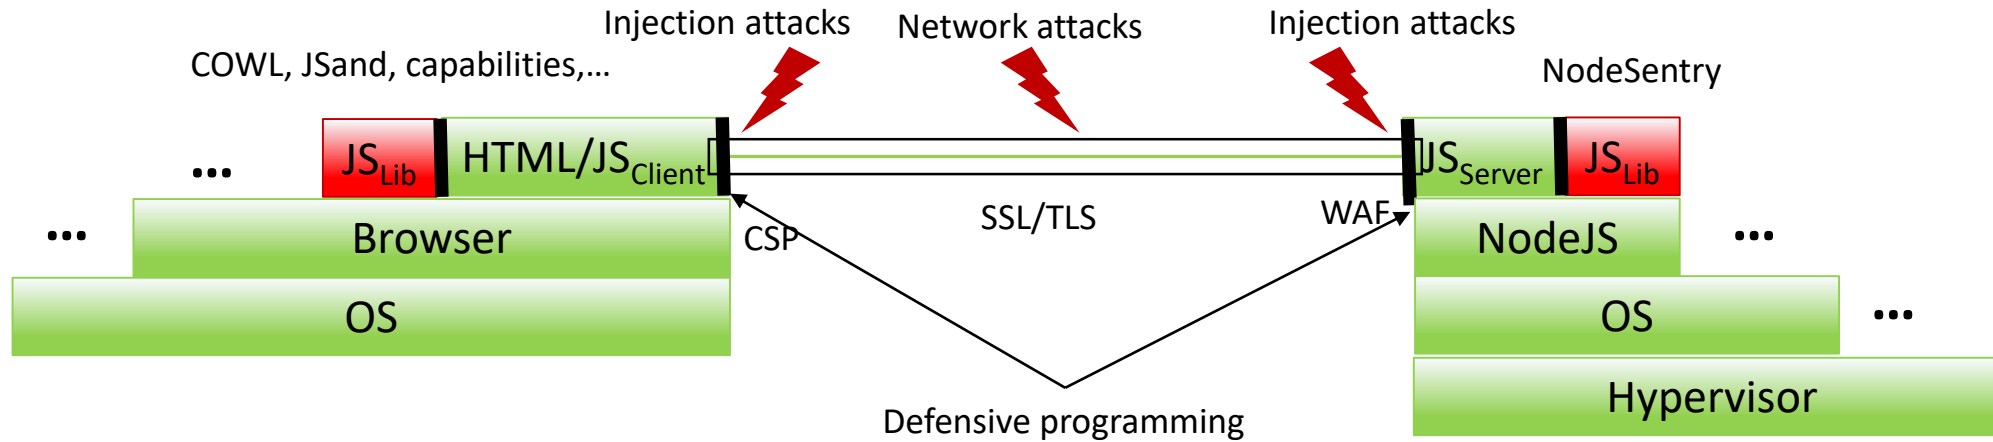 Injection attacks
Network attacks
Injection attacks
COWL, JSand, capabilities,...
NodeSentry
...
JSLib
HTML/JSClient
JSServer
JSLib
...
Browser
CSP
SSL/TLS
WAF
NodeJS
...
OS
OS
...
Defensive programming
Hypervisor